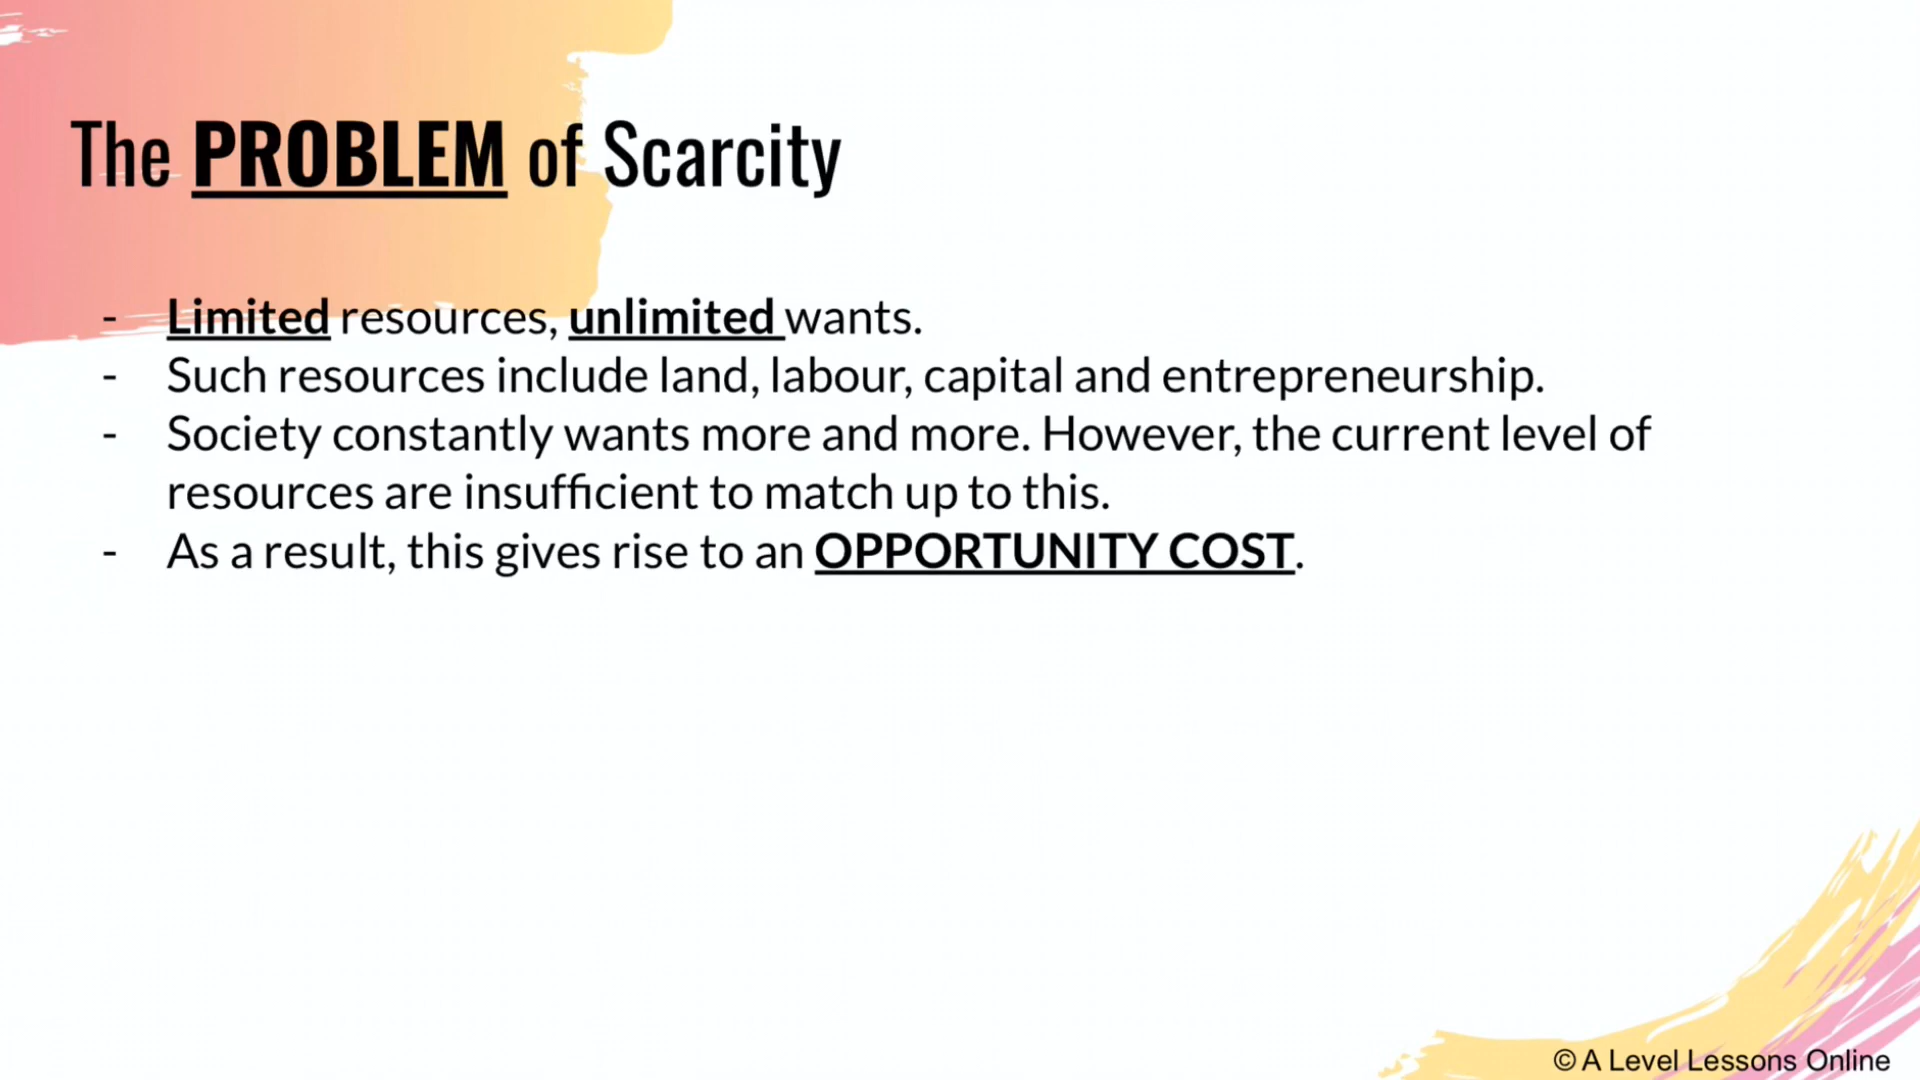 The PROBLEM of Scarcity
- Limited resources, unlimited wants.
- Such resources include land, labour, capital and entrepreneurship.
- Society constantly wants more and more. However, the current level of
resources are insufficient to match up to this.
- As a result, this gives rise to an OPPORTUNITY COST.
© A Level Lessons Online